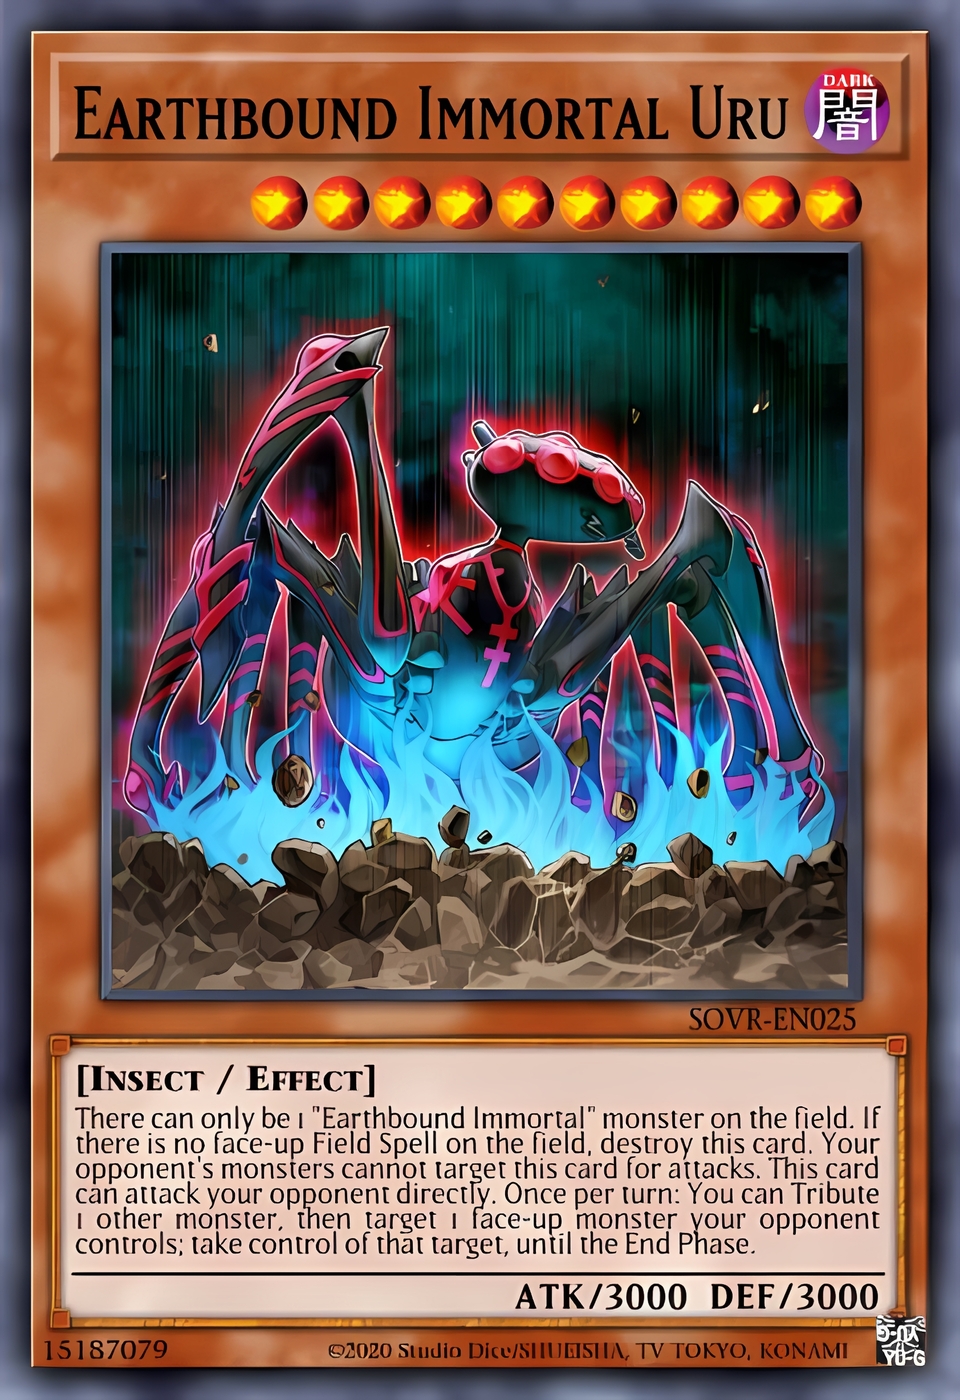 EARTHBOUND IMMORTAL URU
DARK
闇
SOVR-EN025
[INSECT / EFFECT]
There can only be 1 "Earthbound Immortal" monster on the field. If
there is no face-up Field Spell on the field, destroy this card. Your
opponent's monsters cannot target this card for attacks. This card
can attack your opponent directly. Once per turn: You can Tribute
1 other monster, then target 1 face-up monster your opponent
controls; take control of that target, until the End Phase.
ATK/3000 DEF/3000
15187079
©2020 Studio Dice/SHUEISHA, TV TOKYO, KONAMI